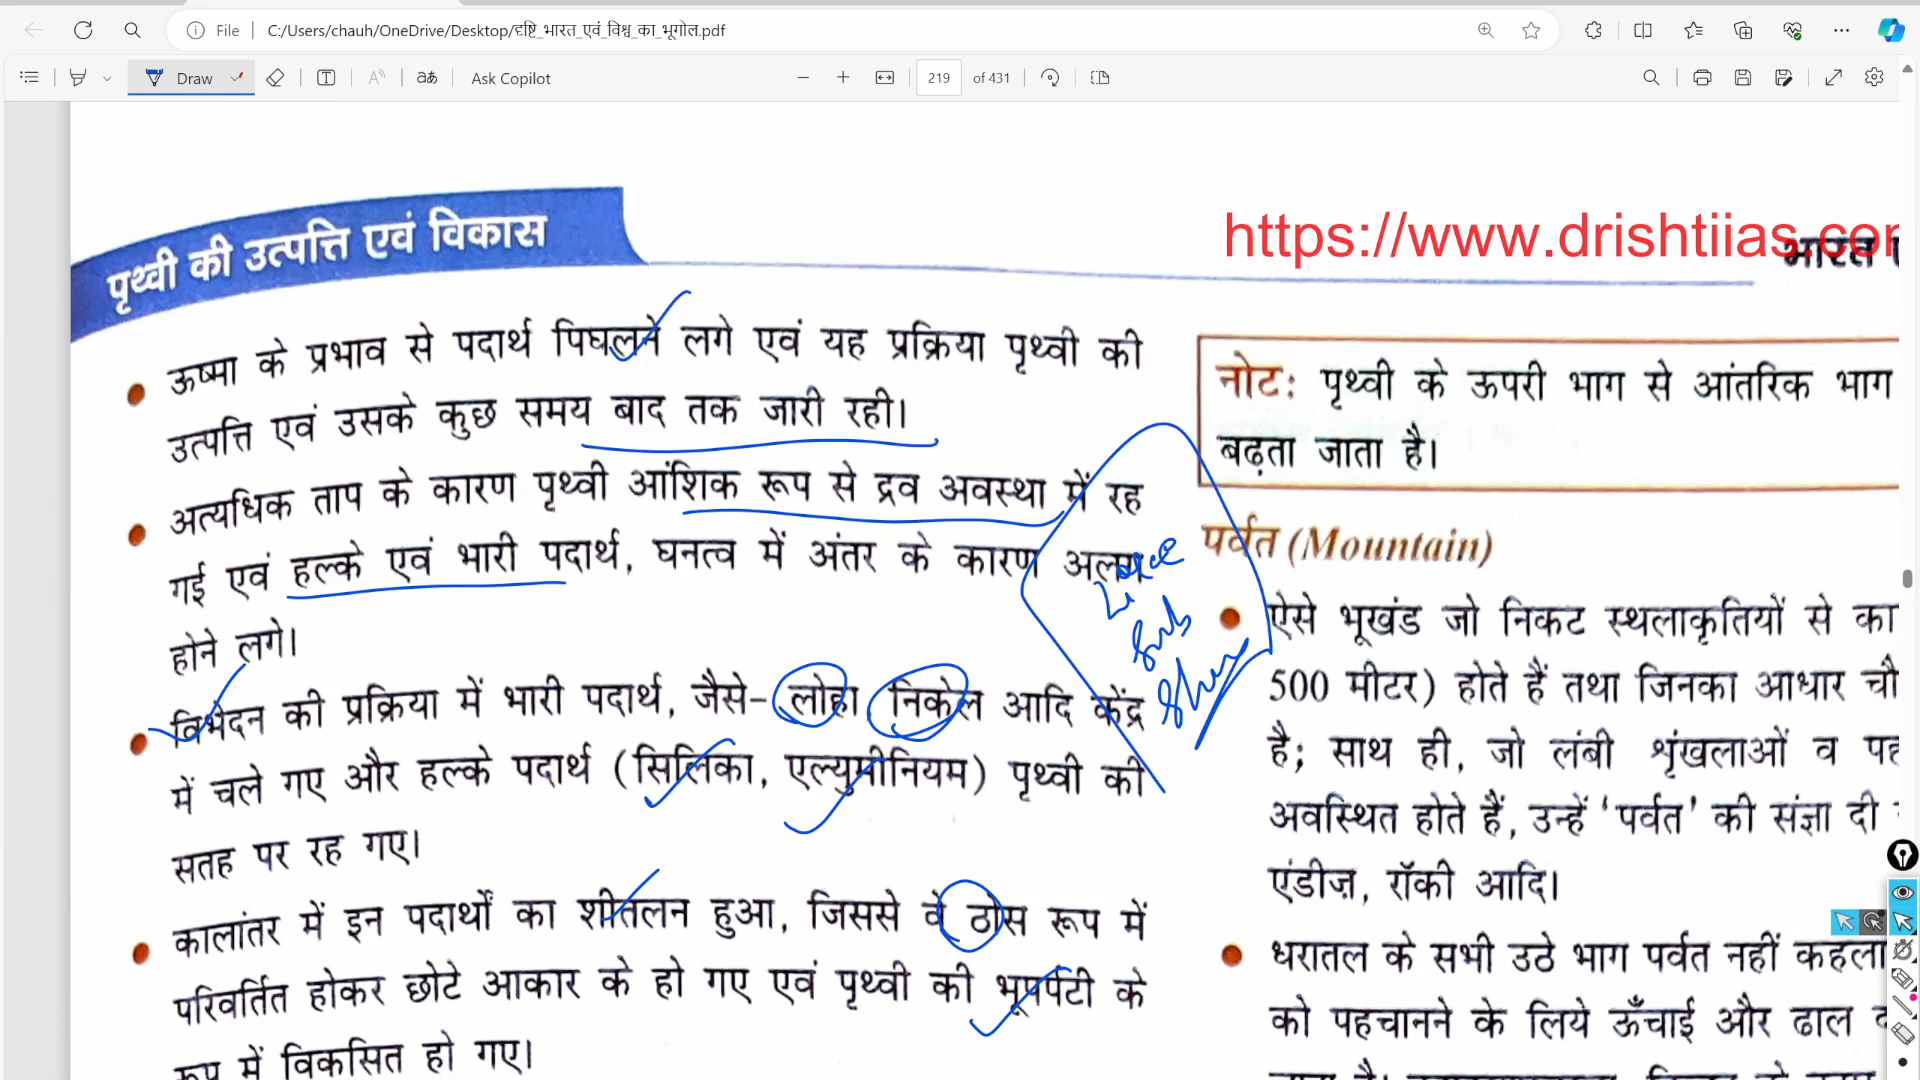 File
C:/Users/chauh/OneDrive/Desktop/दृष्टि_भारत_एवं_विश्व_का_भूगोल.pdf
Draw
Ask Copilot
219 of 431
पृथ्वी की उत्पत्ति एवं विकास
https://www.drishtiias.com
भारत
ऊष्मा के प्रभाव से पदार्थ पिघलने लगे एवं यह प्रक्रिया पृथ्वी की
उत्पत्ति एवं उसके कुछ समय बाद तक जारी रही।
अत्यधिक ताप के कारण पृथ्वी आंशिक रूप से द्रव अवस्था में रह
गई एवं हल्के एवं भारी पदार्थ, घनत्व में अंतर के कारण अलग
होने लगे।
विभेदन की प्रक्रिया में भारी पदार्थ, जैसे- लोहा, निकेल आदि केंद्र
में चले गए और हल्के पदार्थ (सिलिका, एल्युमीनियम) पृथ्वी की
सतह पर रह गए।
कालांतर में इन पदार्थों का शीतलन हुआ, जिससे वे ठोस रूप में
परिवर्तित होकर छोटे आकार के हो गए एवं पृथ्वी की भूपर्पटी के
रूप में विकसित हो गए।
नोट: पृथ्वी के ऊपरी भाग से आंतरिक भाग
बढ़ता जाता है।
पर्वत (Mountain)
ऐसे भूखंड जो निकट स्थलाकृतियों से का
500 मीटर) होते हैं तथा जिनका आधार चौ
है; साथ ही, जो लंबी शृंखलाओं व पह
अवस्थित होते हैं, उन्हें 'पर्वत' की संज्ञा दी
एंडीज़, रॉकी आदि।
धरातल के सभी उठे भाग पर्वत नहीं कहला
को पहचानने के लिये ऊँचाई और ढाल द